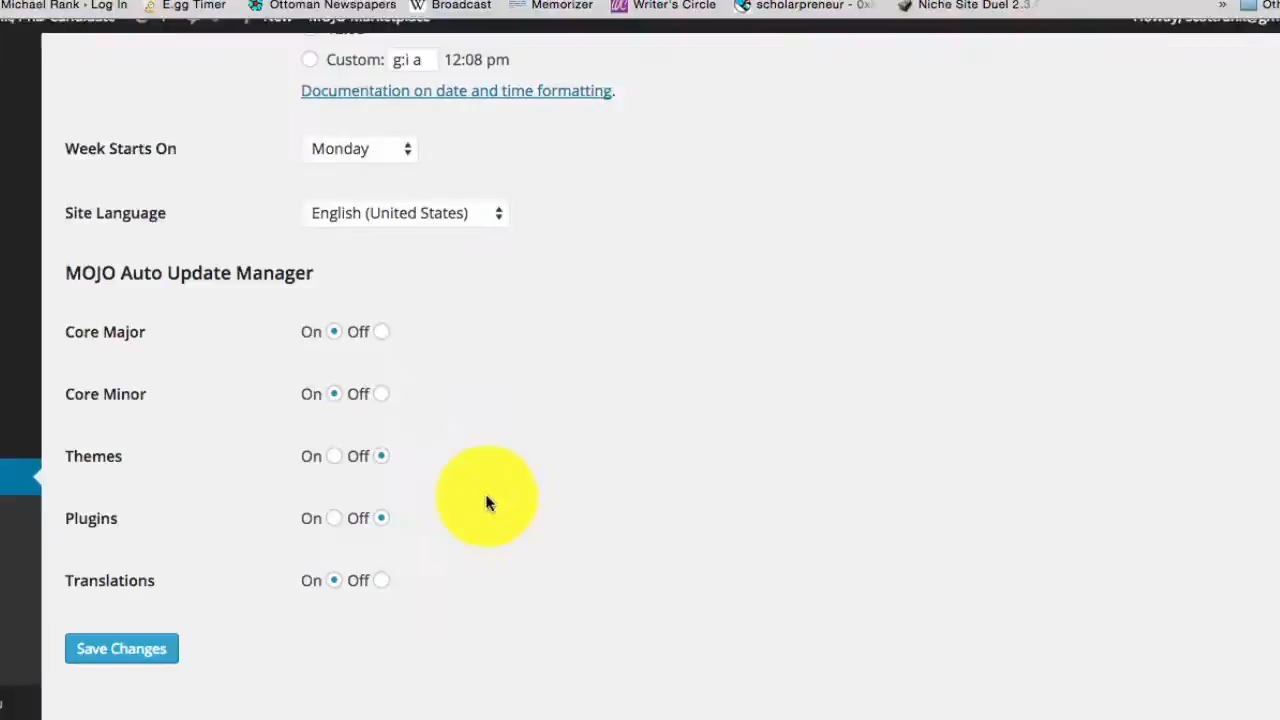 Michael Rank - Log In E.gg Timer Ottoman Newspapers W Broadcast Memorizer Writer's Circle scholarpreneur - 0x Niche Site Duel 2.3 »
MOJO Marketplace
Custom: g:i a 12:08 pm
Documentation on date and time formatting.
Week Starts On Monday
Site Language English (United States)
MOJO Auto Update Manager
Core Major On Off
Core Minor On Off
Themes On Off
Plugins On Off
Translations On Off
Save Changes